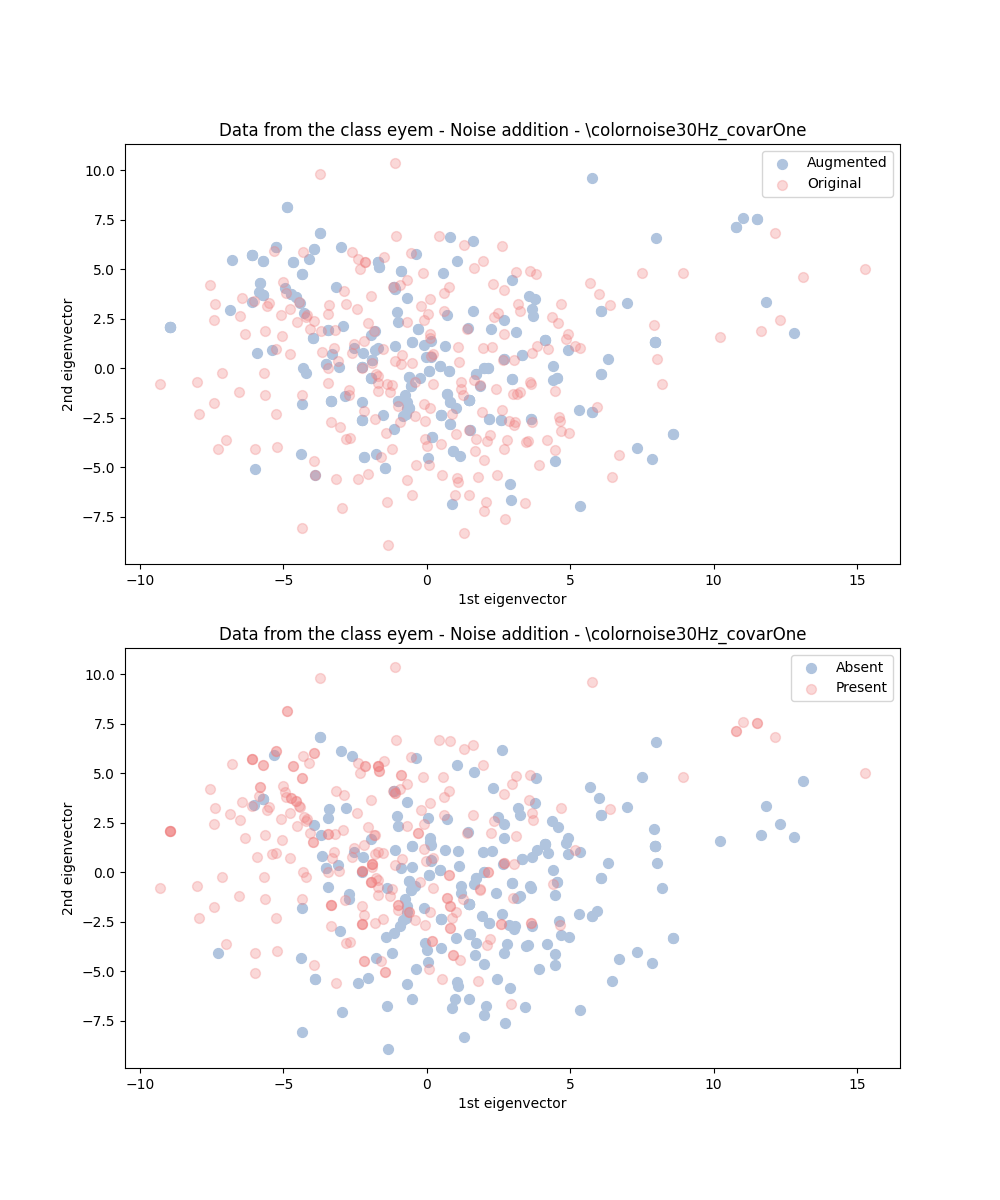 Data from the class eyem - Noise addition - \colornoise30Hz_covarOne
Augmented
Original
10.0
7.5
5.0
2.5
0.0
−2.5
−5.0
−7.5
2nd eigenvector
−10
−5
0
5
10
15
1st eigenvector
Data from the class eyem - Noise addition - \colornoise30Hz_covarOne
Absent
Present
10.0
7.5
5.0
2.5
0.0
−2.5
−5.0
−7.5
2nd eigenvector
−10
−5
0
5
10
15
1st eigenvector